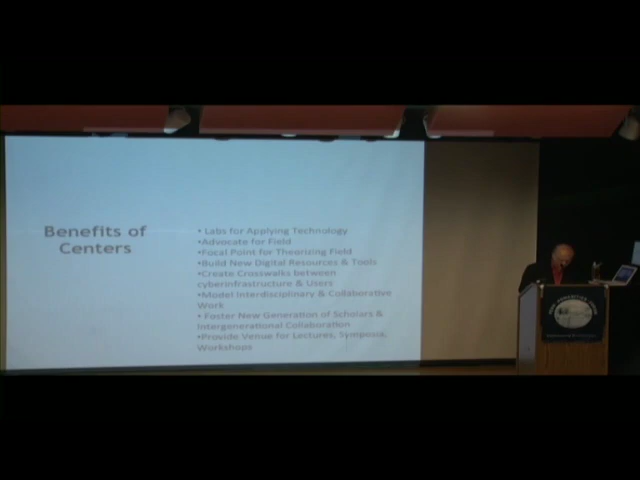 Benefits of
Centers
• Labs for Applying Technology
•Advocate for Field
•Focal Point for Theorizing Field
•Build New Digital Resources & Tools
•Create Crosswalks between
cyberinfrastructure & Users
•Model Interdisciplinary & Collaborative
Work
• Foster New Generation of Scholars &
Intergenerational Collaboration
•Provide Venue for Lectures, Symposia,
Workshops